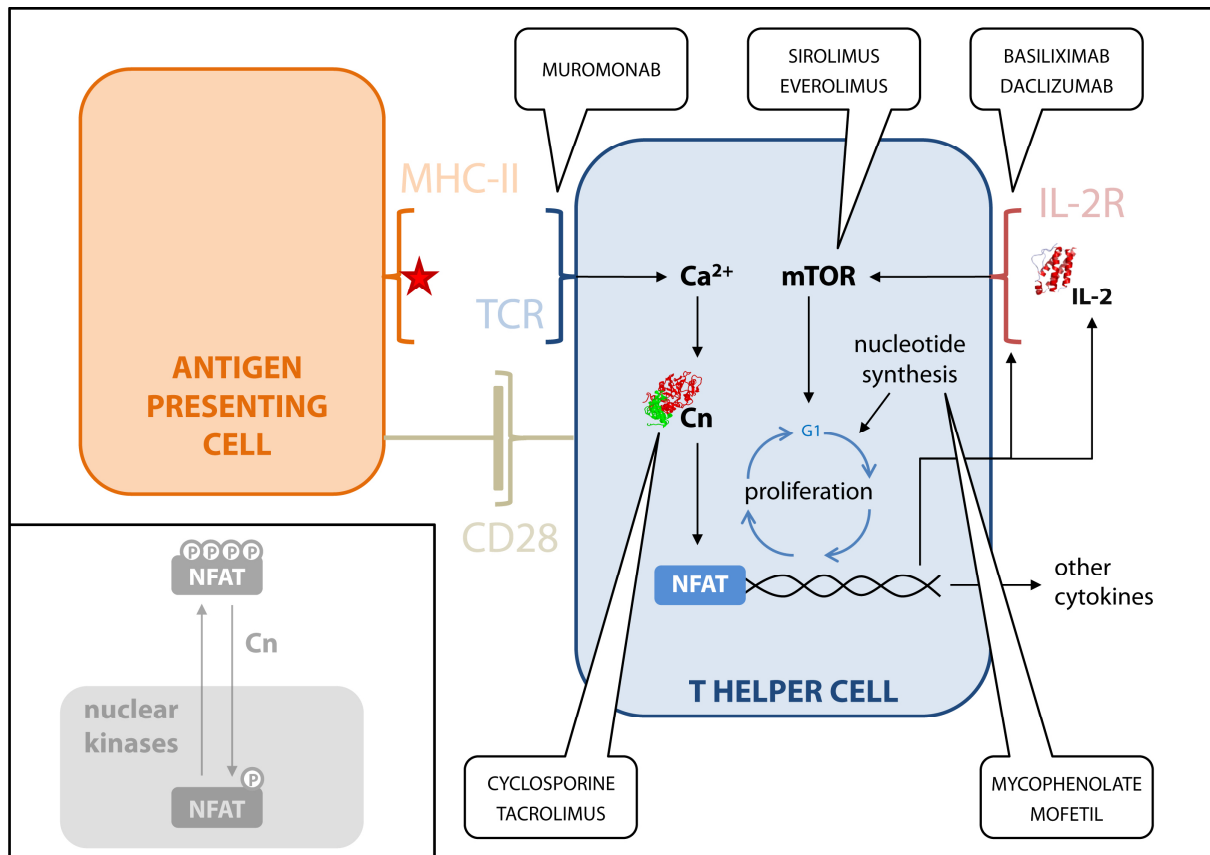 MUROMONAB
SIROLIMUS
EVEROLIMUS
BASILIXIMAB
DACLIZUMAB
MHC-II
IL-2R
TCR
Ca²⁺
mTOR
IL-2
ANTIGEN
PRESENTING
CELL
nucleotide
synthesis
Cn
G1
proliferation
CD28
NFAT
other
cytokines
T HELPER CELL
CYCLOSPORINE
TACROLIMUS
MYCOPHENOLATE
MOFETIL
P P P P
NFAT
Cn
nuclear
kinases
P
NFAT